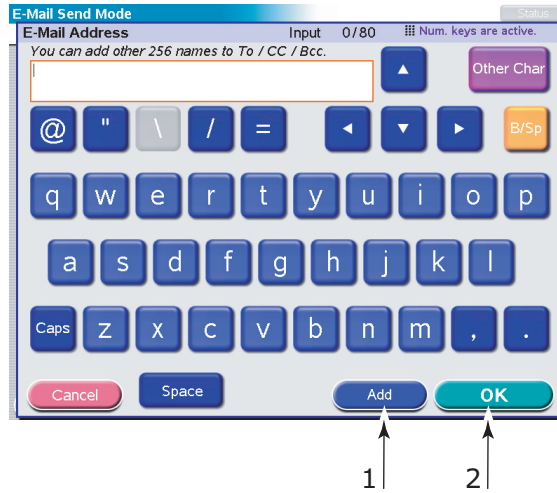 E-Mail Send Mode
Status
E-Mail Address Input 0/80 Num. keys are active.
You can add other 256 names to To / CC / Bcc.
Other Char
@ " \ / = B/Sp
q w e r t y u i o p
a s d f g h j k l
Caps z x c v b n m , .
Cancel Space Add OK
1 2